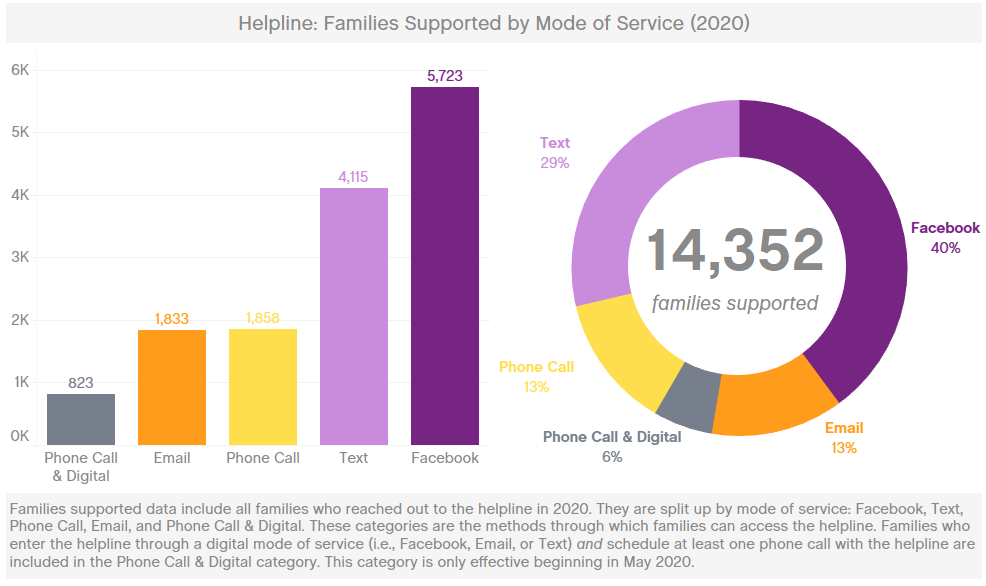 Helpline: Families Supported by Mode of Service (2020)
6K
5K
4K
3K
2K
1K
0K
823
1,833
1,858
4,115
5,723
Phone Call
& Digital
Email
Phone Call
Text
Facebook
Text
29%
Facebook
40%
14,352
families supported
Phone Call
13%
Phone Call & Digital
6%
Email
13%
Families supported data include all families who reached out to the helpline in 2020. They are split up by mode of service: Facebook, Text,
Phone Call, Email, and Phone Call & Digital. These categories are the methods through which families can access the helpline. Families who
enter the helpline through a digital mode of service (i.e., Facebook, Email, or Text) and schedule at least one phone call with the helpline are
included in the Phone Call & Digital category. This category is only effective beginning in May 2020.